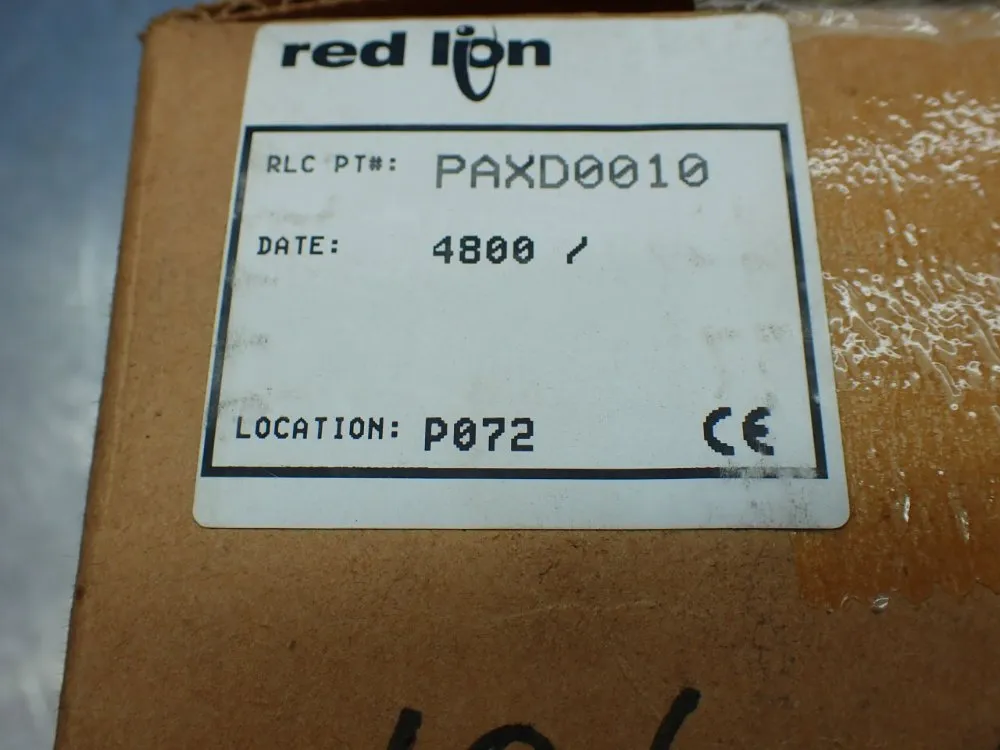 red lion
RLC PT#: PAXD0010
DATE: 4800 /
LOCATION: P072 CE